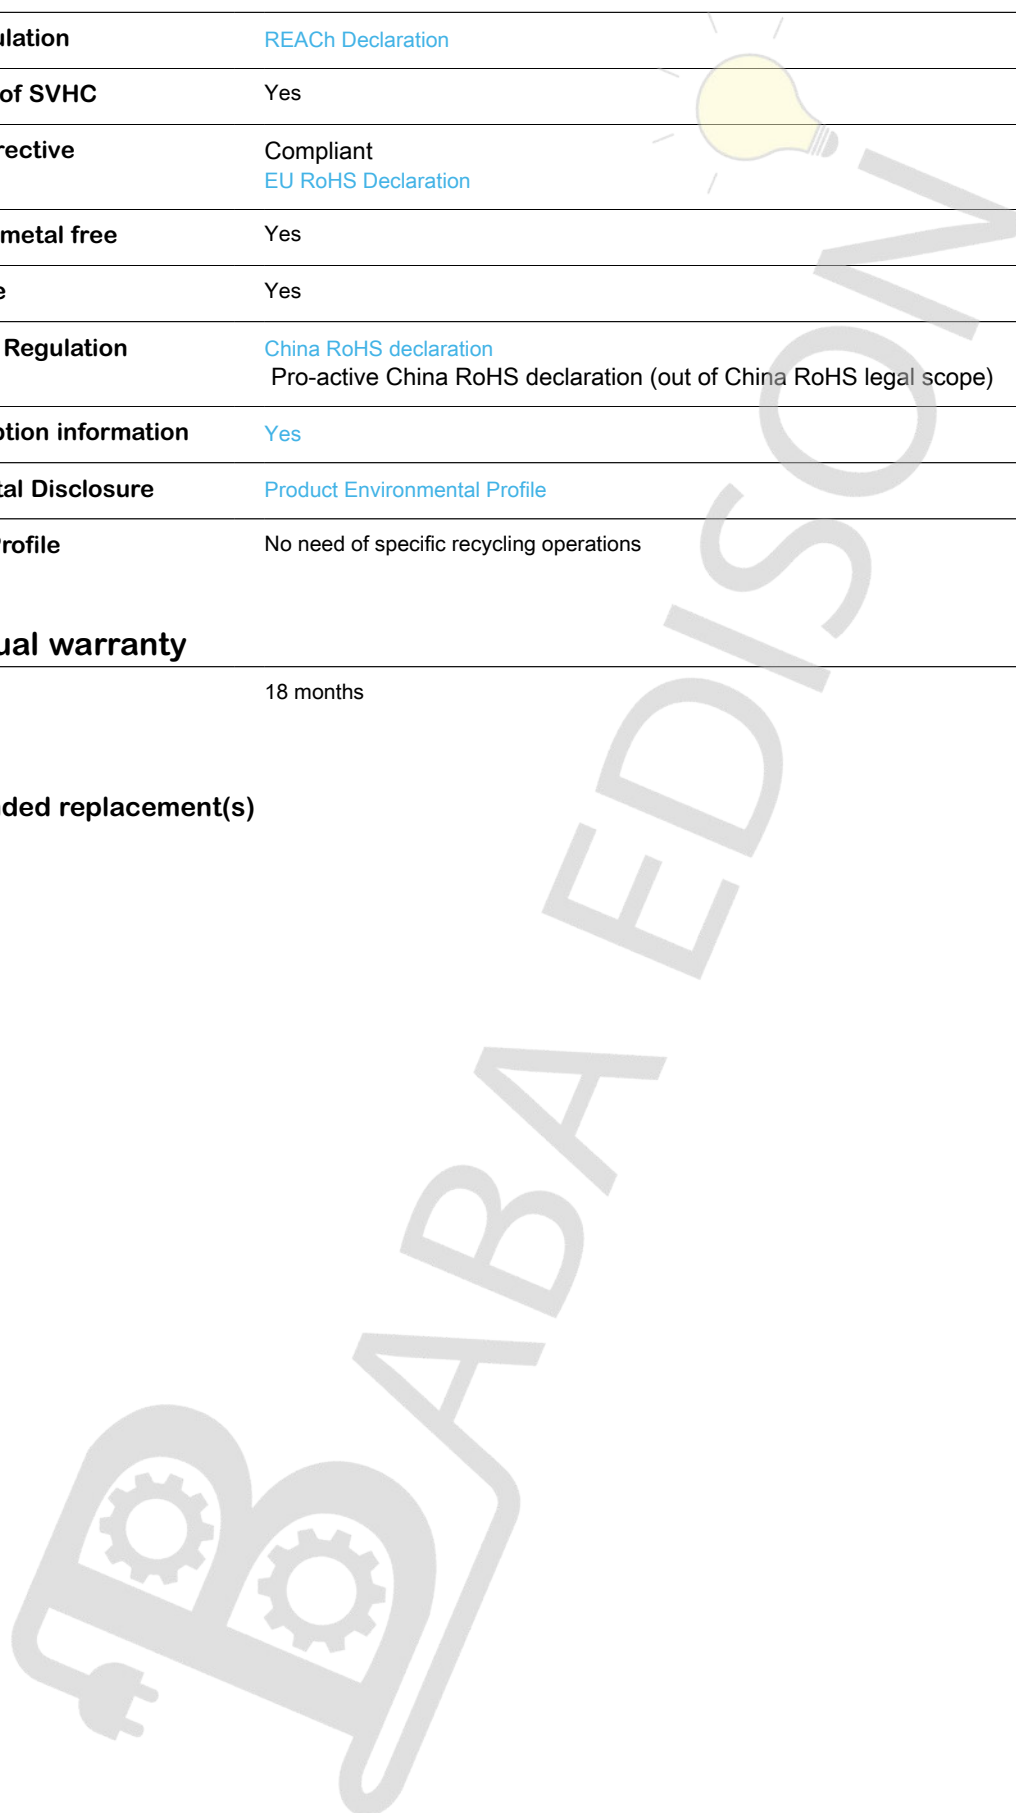 ulation REACh Declaration
of SVHC Yes
rective Compliant
EU RoHS Declaration
metal free Yes
e Yes
Regulation China RoHS declaration
Pro-active China RoHS declaration (out of China RoHS legal scope)
otion information Yes
tal Disclosure Product Environmental Profile
Profile No need of specific recycling operations
ual warranty
18 months
ded replacement(s)
BABA EDISON